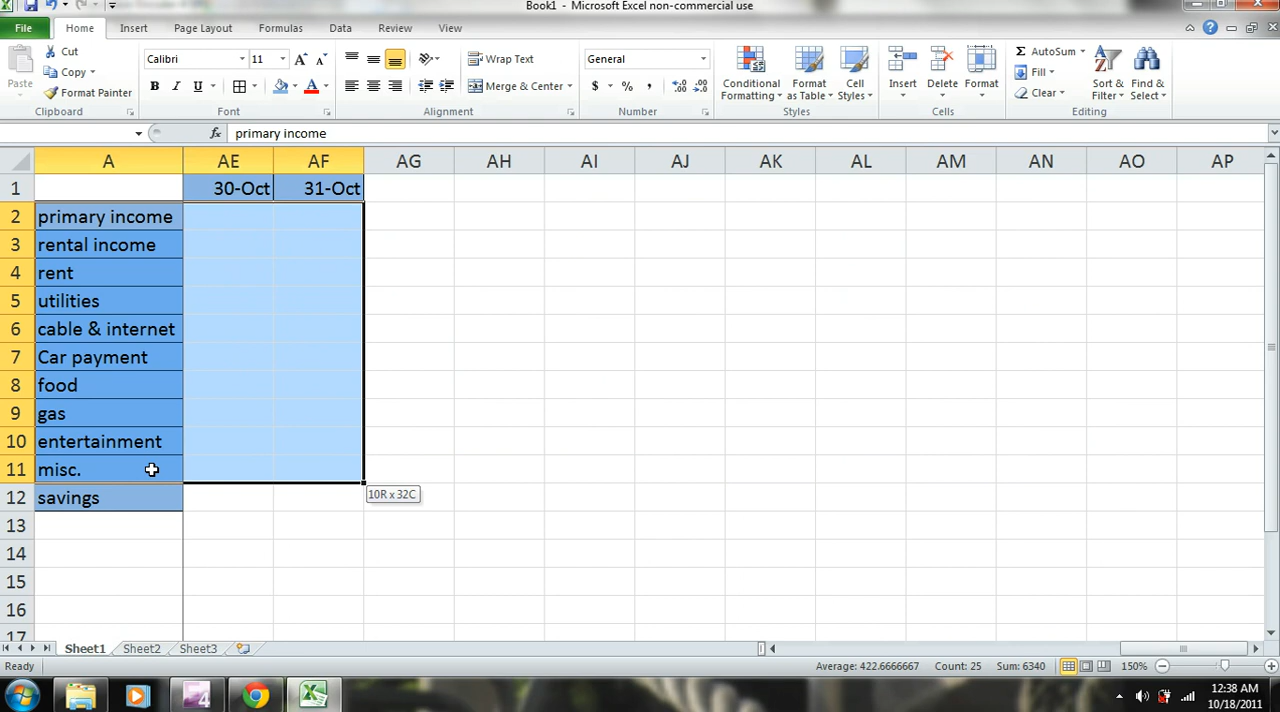 Book1 - Microsoft Excel non-commercial use
File Home Insert Page Layout Formulas Data Review View
Paste Cut Copy Format Painter
Calibri 11 Wrap Text General
B I U Merge & Center $ % ,
Conditional Formatting Format as Table Cell Styles
Insert Delete Format
AutoSum Fill Clear Sort & Filter Find & Select
Clipboard Font Alignment Number Styles Cells Editing
fx primary income
A AE AF AG AH AI AJ AK AL AM AN AO AP
1 30-Oct 31-Oct
2 primary income
3 rental income
4 rent
5 utilities
6 cable & internet
7 Car payment
8 food
9 gas
10 entertainment
11 misc.
10R x 32C
12 savings
13
14
15
16
17
Sheet1 Sheet2 Sheet3
Ready Average: 422.6666667 Count: 25 Sum: 6340 150%
12:38 AM
10/18/2011